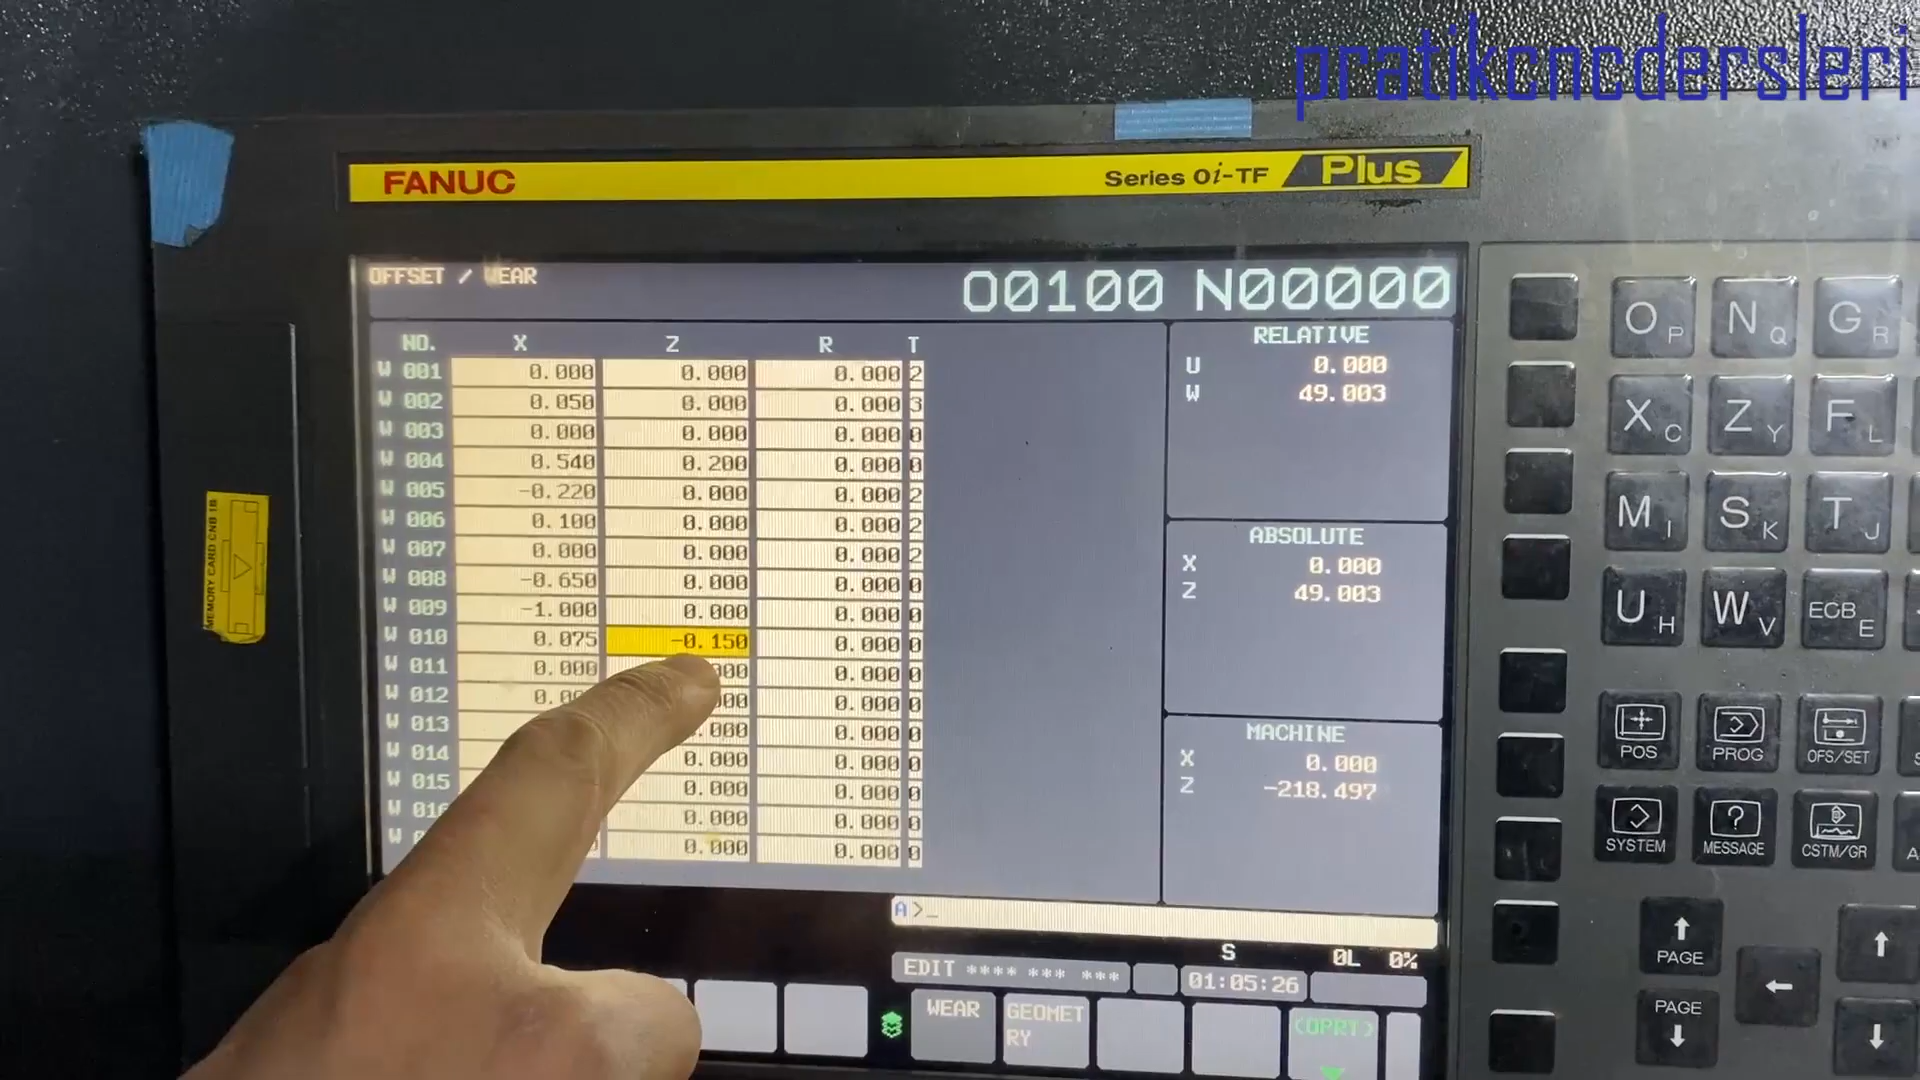 pratikcncdersleri
FANUC
Series 0i-TF Plus
OFFSET / WEAR
O0100 N00000
NO. X Z R T
W 001 0.000 0.000 0.000 2
W 002 0.050 0.000 0.000 3
W 003 0.000 0.000 0.000 0
W 004 0.540 0.200 0.000 0
W 005 -0.220 0.000 0.000 2
W 006 0.100 0.000 0.000 2
W 007 0.000 0.000 0.000 2
W 008 -0.650 0.000 0.000 0
W 009 -1.000 0.000 0.000 0
W 010 0.075 -0.150 0.000 0
W 011 0.000 0.000 0
W 012 0.000 0
W 013 0.000 0
W 014 0.000 0.000 0
W 015 0.000 0.000 0
W 016 0.000 0.000 0
W 0.000 0.000 0
RELATIVE
U 0.000
W 49.003
ABSOLUTE
X 0.000
Z 49.003
MACHINE
X 0.000
Z -218.497
A>_
S 0L 0%
EDIT **** *** ***
01:05:26
WEAR
GEOMET
RY
(OPRT)
MEMORY CARD CNB 1B
O P
N Q
G R
X C
Z Y
F L
M I
S K
T J
U H
W V
EOB E
POS
PROG
OFS/SET
SYSTEM
? MESSAGE
CSTM/GR
PAGE
PAGE